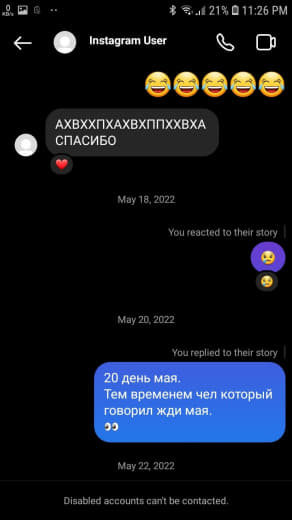 0
KB/s
21% 11:26 PM
Instagram User
😂😂😂😂😂
АХВХХПХАХВХППХХВХА
СПАСИБО
❤️
May 18, 2022
You reacted to their story
😢
😢
May 20, 2022
You replied to their story
20 день мая.
Тем временем чел который
говорил жди мая.
👀
May 22, 2022
Disabled accounts can't be contacted.